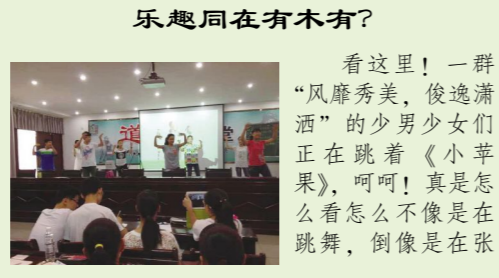 乐趣同在有木有?
看这里！一群
“风靡秀美，俊逸潇
洒”的少男少女们
正在跳着《小苹
果》，呵呵！真是怎
么看怎么不像是在
跳舞，倒像是在张
道
堂